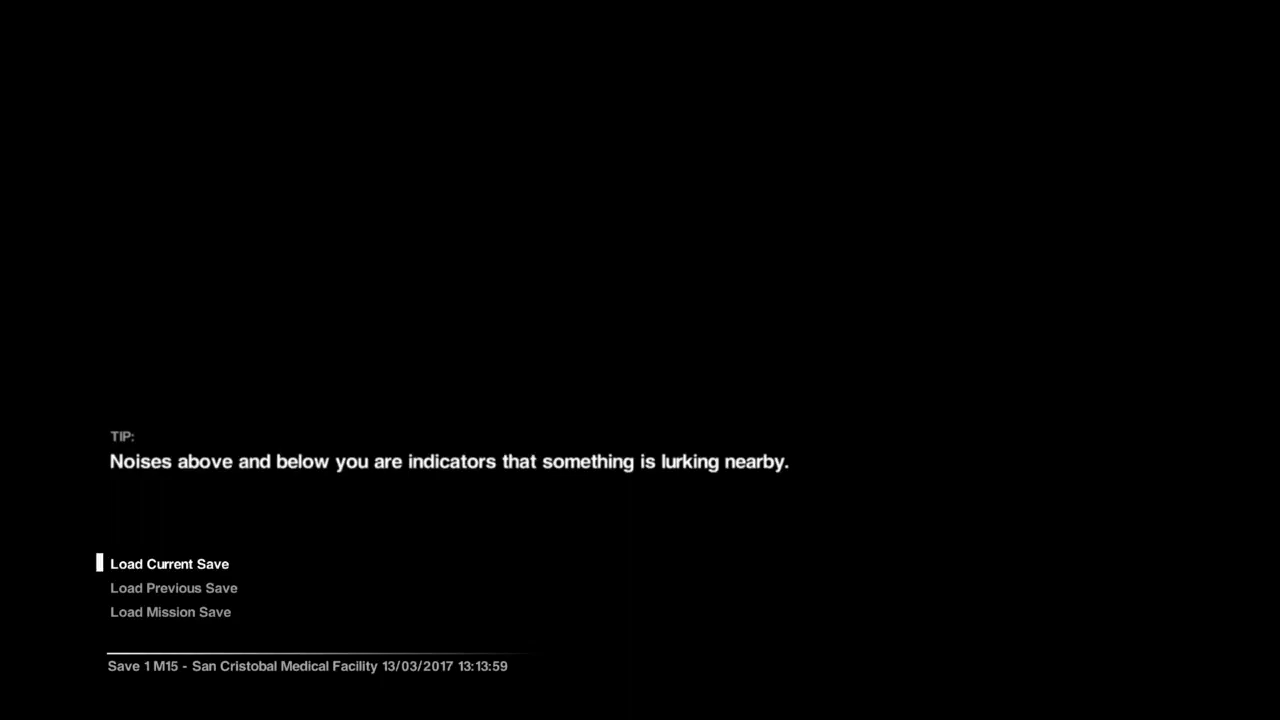 TIP:
Noises above and below you are indicators that something is lurking nearby.
Load Current Save
Load Previous Save
Load Mission Save
Save 1 M15 - San Cristobal Medical Facility 13/03/2017 13:13:59